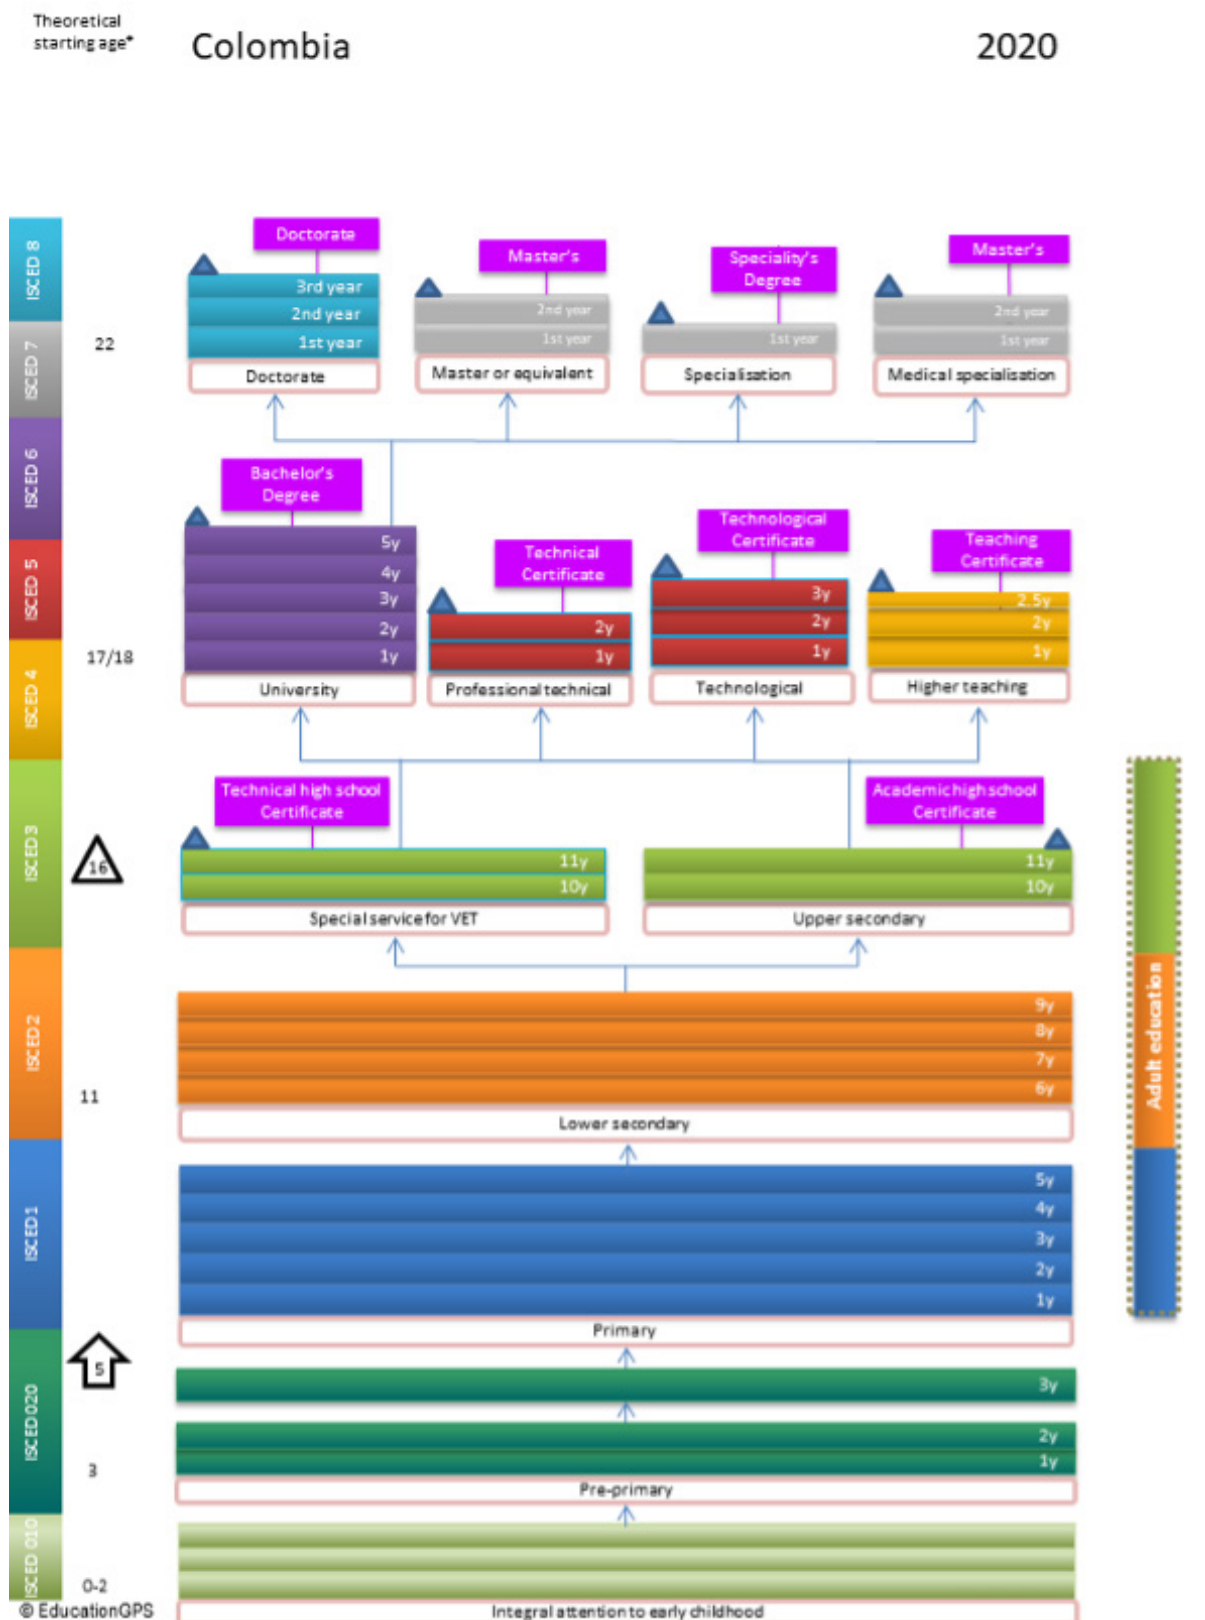 Theoretical
starting age*
Colombia
2020
ISCED 8
Doctorate
Master's
Speciality's
Degree
Master's
3rd year
2nd year
1st year
2nd year
1st year
1st year
2nd year
1st year
ISCED 7
22
Doctorate
Master or equivalent
Specialisation
Medical specialisation
ISCED 6
Bachelor's
Degree
Technical
Certificate
Technological
Certificate
Teaching
Certificate
ISCED 5
5y
4y
3y
2y
1y
2y
1y
3y
2y
1y
2.5y
2y
1y
17/18
ISCED 4
University
Professional technical
Technological
Higher teaching
Technical high school
Certificate
Academic high school
Certificate
ISCED 3
16
11y
10y
11y
10y
Special service for VET
Upper secondary
ISCED 2
11
9y
8y
7y
6y
Lower secondary
Adult education
ISCED 1
5y
4y
3y
2y
1y
Primary
5
ISCED 020
3y
2y
1y
3
Pre-primary
ISCED 010
0-2
© EducationGPS
Integral attention to early childhood